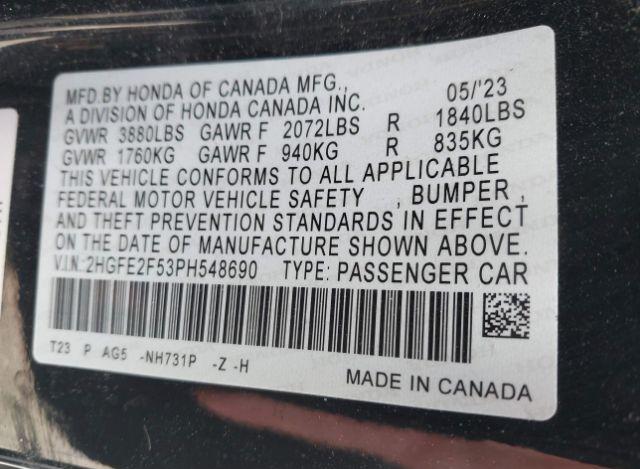 MFD.BY HONDA OF CANADA MFG., 05/'23
A DIVISION OF HONDA CANADA INC.
GVWR 3880LBS GAWR F 2072LBS R 1840LBS
GVWR 1760KG GAWR F 940KG R 835KG
THIS VEHICLE CONFORMS TO ALL APPLICABLE
FEDERAL MOTOR VEHICLE SAFETY , BUMPER ,
AND THEFT PREVENTION STANDARDS IN EFFECT
ON THE DATE OF MANUFACTURE SHOWN ABOVE.
V.I.N.:2HGFE2F53PH548690 TYPE: PASSENGER CAR
T23 P AG5 -NH731P -Z -H
MADE IN CANADA